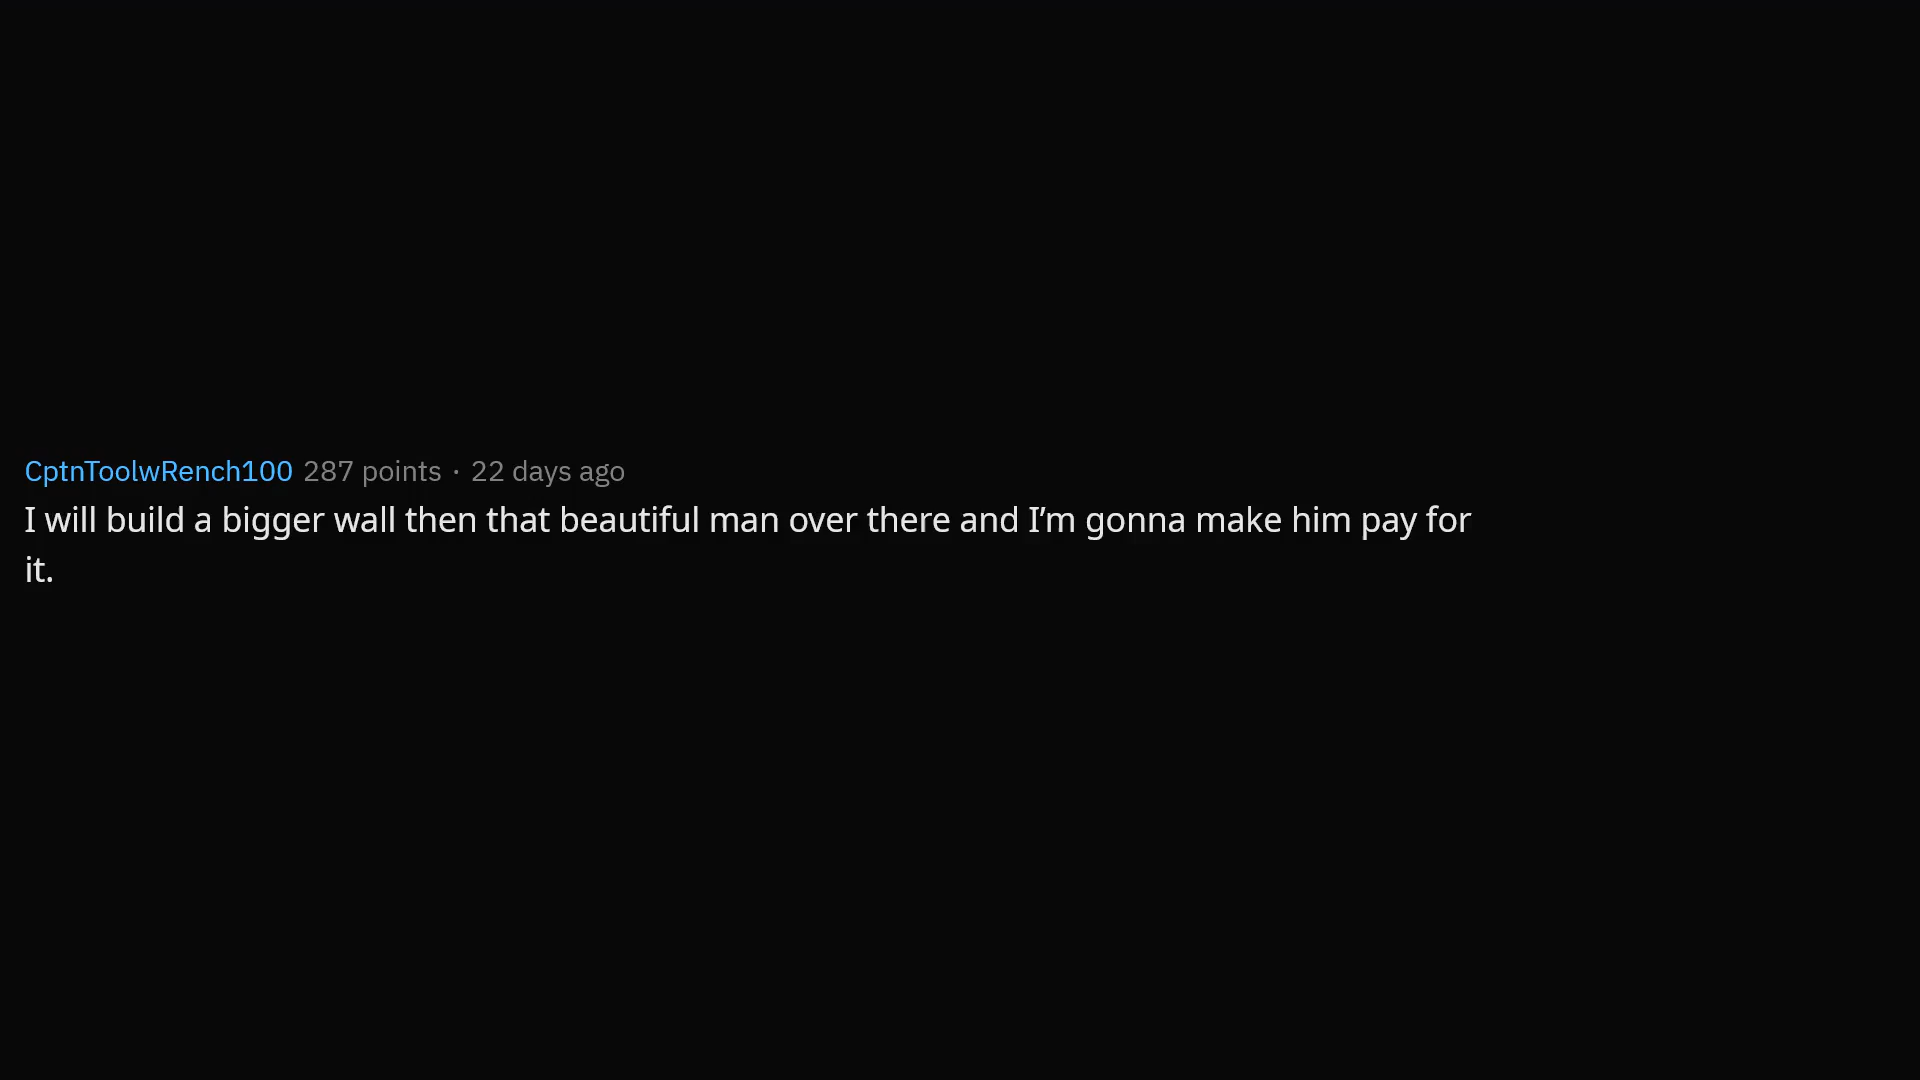 CptnToolwRench100 287 points · 22 days ago
I will build a bigger wall then that beautiful man over there and I’m gonna make him pay for
it.